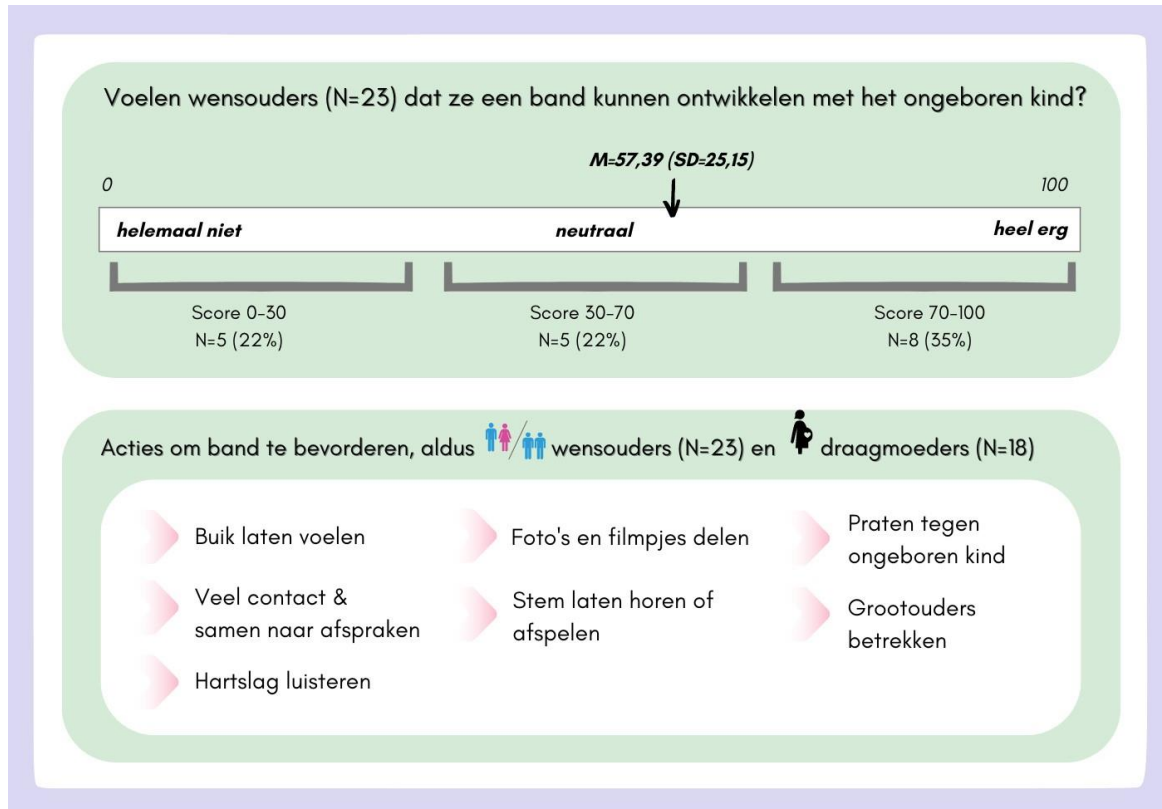 Voelen wensouders (N=23) dat ze een band kunnen ontwikkelen met het ongeboren kind?
M=57,39 (SD=25,15)
0
100
helemaal niet
neutraal
heel erg
Score 0-30
N=5 (22%)
Score 30-70
N=5 (22%)
Score 70-100
N=8 (35%)
Acties om band te bevorderen, aldus / wensouders (N=23) en draagmoeders (N=18)
Buik laten voelen
Veel contact &
samen naar afspraken
Hartslag luisteren
Foto's en filmpjes delen
Stem laten horen of
afspelen
Praten tegen
ongeboren kind
Grootouders
betrekken